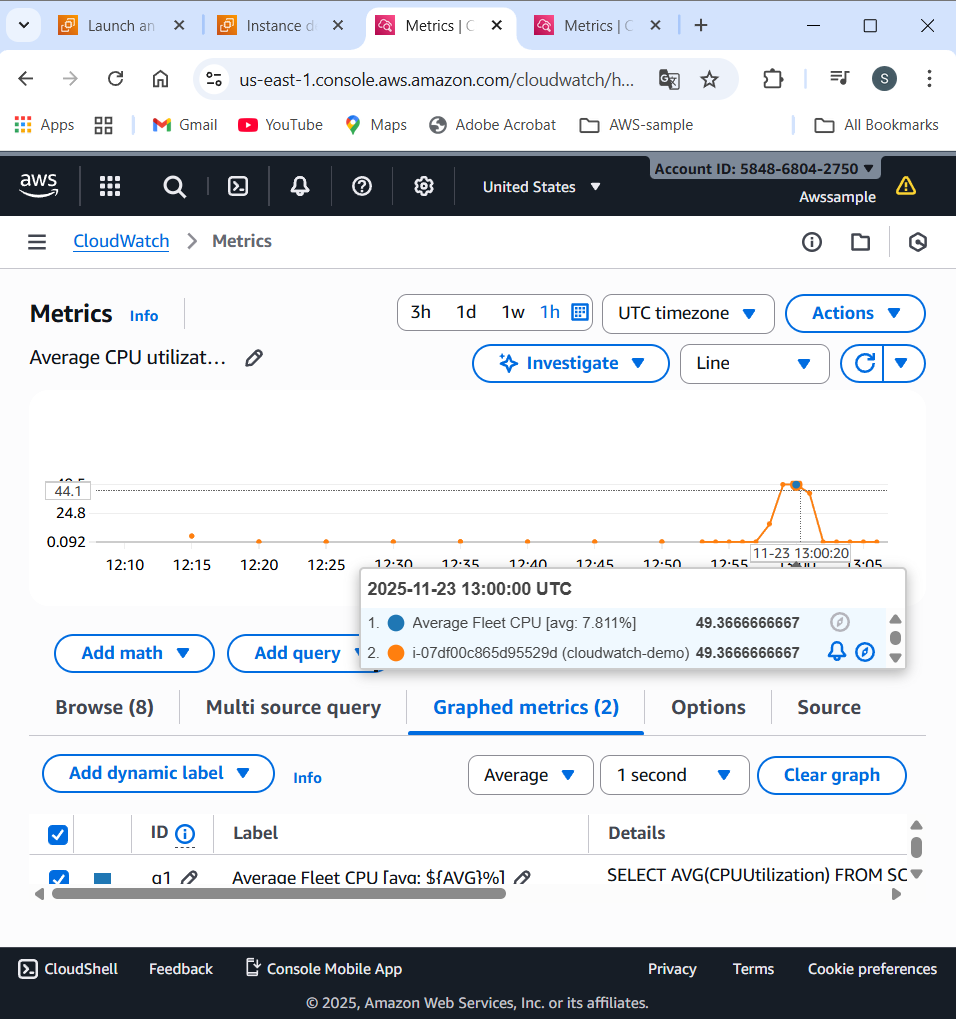 Launch an
Instance d
Metrics | C
Metrics | C
us-east-1.console.aws.amazon.com/cloudwatch/h...
S
Apps
Gmail
YouTube
Maps
Adobe Acrobat
AWS-sample
All Bookmarks
aws
United States
Account ID: 5848-6804-2750
Awssample
CloudWatch
Metrics
Metrics Info
3h 1d 1w 1h
UTC timezone
Actions
Average CPU utilizat...
Investigate
Line
44.1
24.8
0.092
12:10 12:15 12:20 12:25 12:30 12:35 12:40 12:45 12:50 12:55 13:00 13:05
11-23 13:00:20
2025-11-23 13:00:00 UTC
1. Average Fleet CPU [avg: 7.811%] 49.3666666667
2. i-07df00c865d95529d (cloudwatch-demo) 49.3666666667
Add math
Add query
Browse (8)
Multi source query
Graphed metrics (2)
Options
Source
Add dynamic label
Info
Average
1 second
Clear graph
ID
Label
Details
q1
Average Fleet CPU [avg: ${AVG}%]
SELECT AVG(CPUUtilization) FROM SC
CloudShell
Feedback
Console Mobile App
Privacy
Terms
Cookie preferences
© 2025, Amazon Web Services, Inc. or its affiliates.